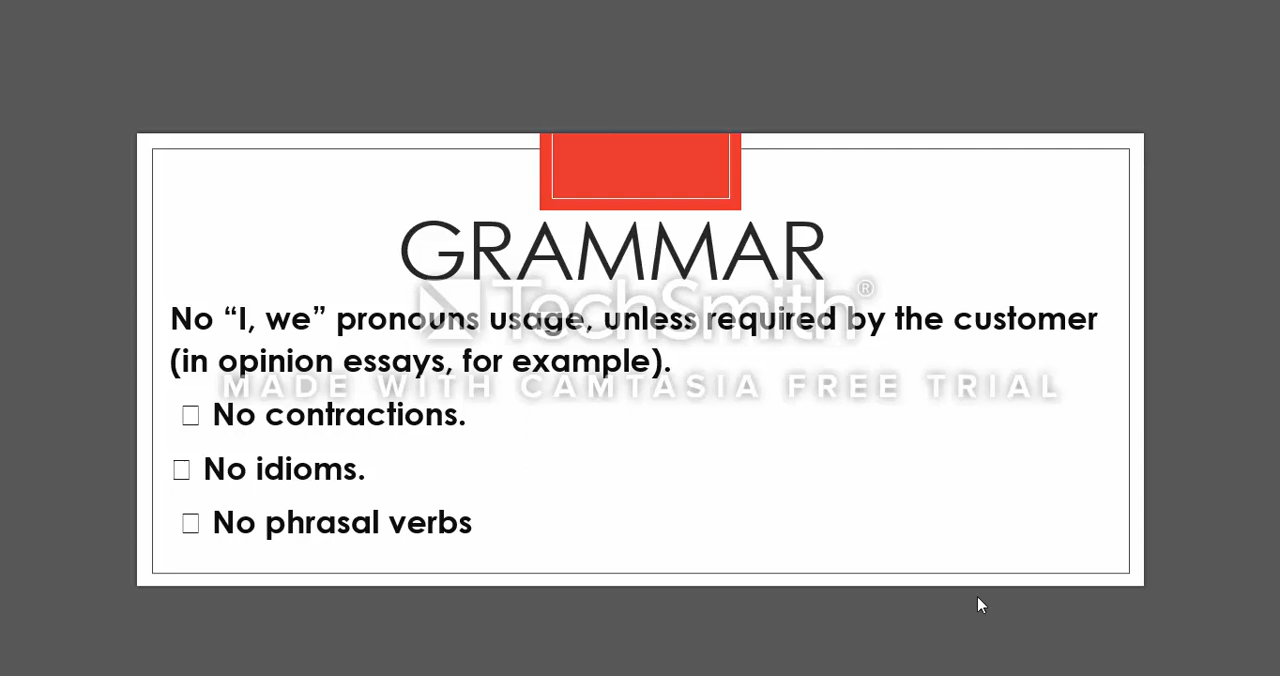 GRAMMAR
TechSmith®
No “I, we” pronouns usage, unless required by the customer
(in opinion essays, for example).
MADE WITH CAMTASIA FREE TRIAL
No contractions.
No idioms.
No phrasal verbs